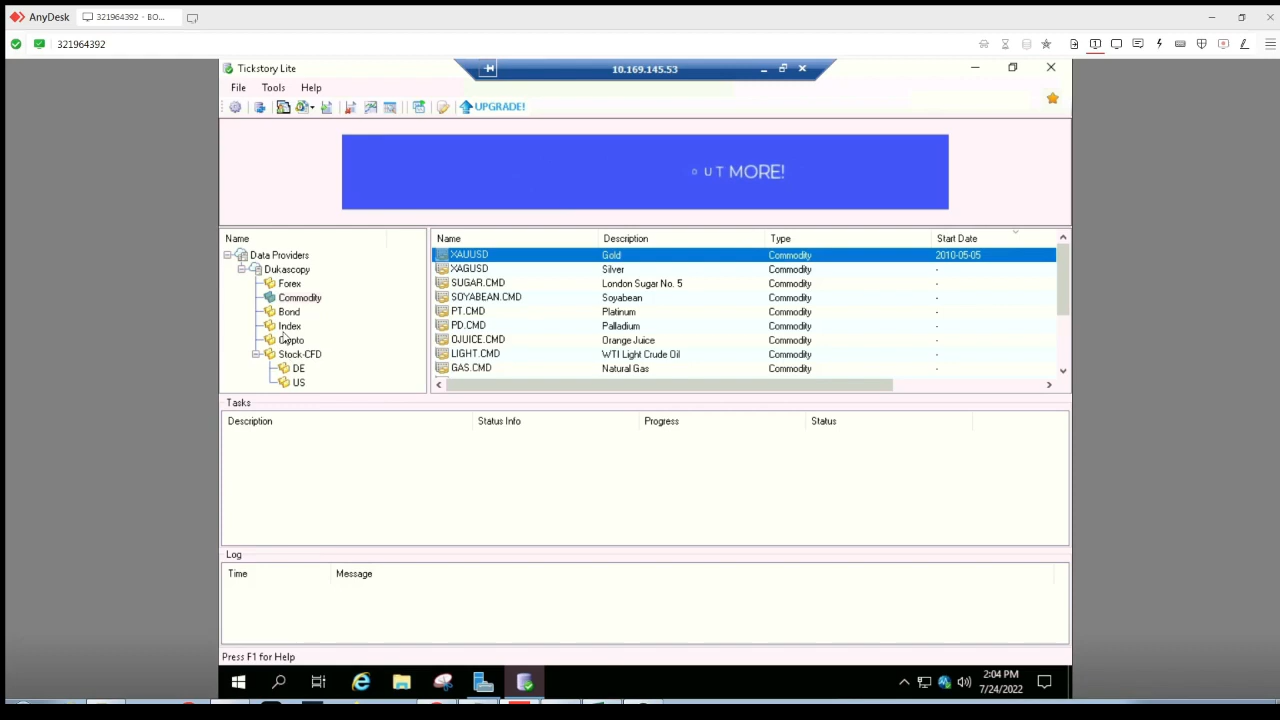 AnyDesk 321964392 - BO...
321964392
Tickstory Lite 10.169.145.53
File Tools Help
UPGRADE!
O U T MORE!
Name
Data Providers
Dukascopy
Forex
Commodity
Bond
Index
Crypto
Stock-CFD
DE
US
Name Description Type Start Date
XAUUSD Gold Commodity 2010-05-05
XAGUSD Silver Commodity -
SUGAR.CMD London Sugar No. 5 Commodity -
SOYABEAN.CMD Soyabean Commodity -
PT.CMD Platinum Commodity -
PD.CMD Palladium Commodity -
OJUICE.CMD Orange Juice Commodity -
LIGHT.CMD WTI Light Crude Oil Commodity -
GAS.CMD Natural Gas Commodity -
Tasks
Description Status Info Progress Status
Log
Time Message
Press F1 for Help
2:04 PM
7/24/2022